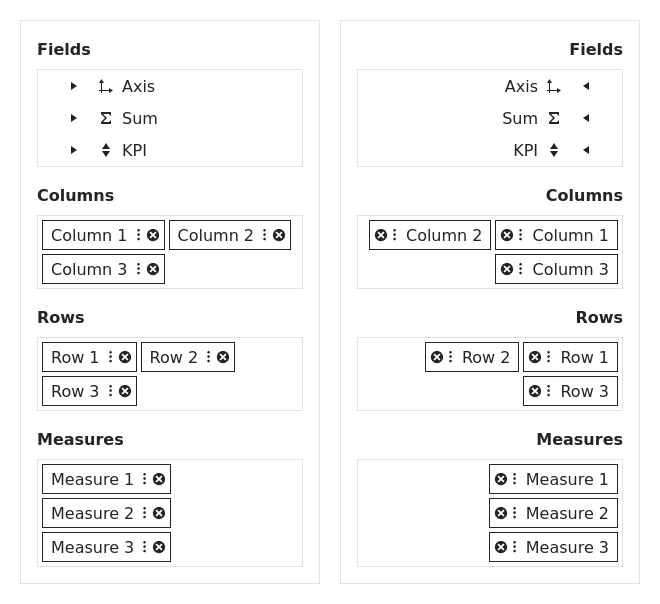 Fields
Axis
Sum
KPI
Columns
Column 1 Column 2
Column 3
Rows
Row 1 Row 2
Row 3
Measures
Measure 1
Measure 2
Measure 3
Fields
Axis
Sum
KPI
Columns
Column 2 Column 1
Column 3
Rows
Row 2 Row 1
Row 3
Measures
Measure 1
Measure 2
Measure 3